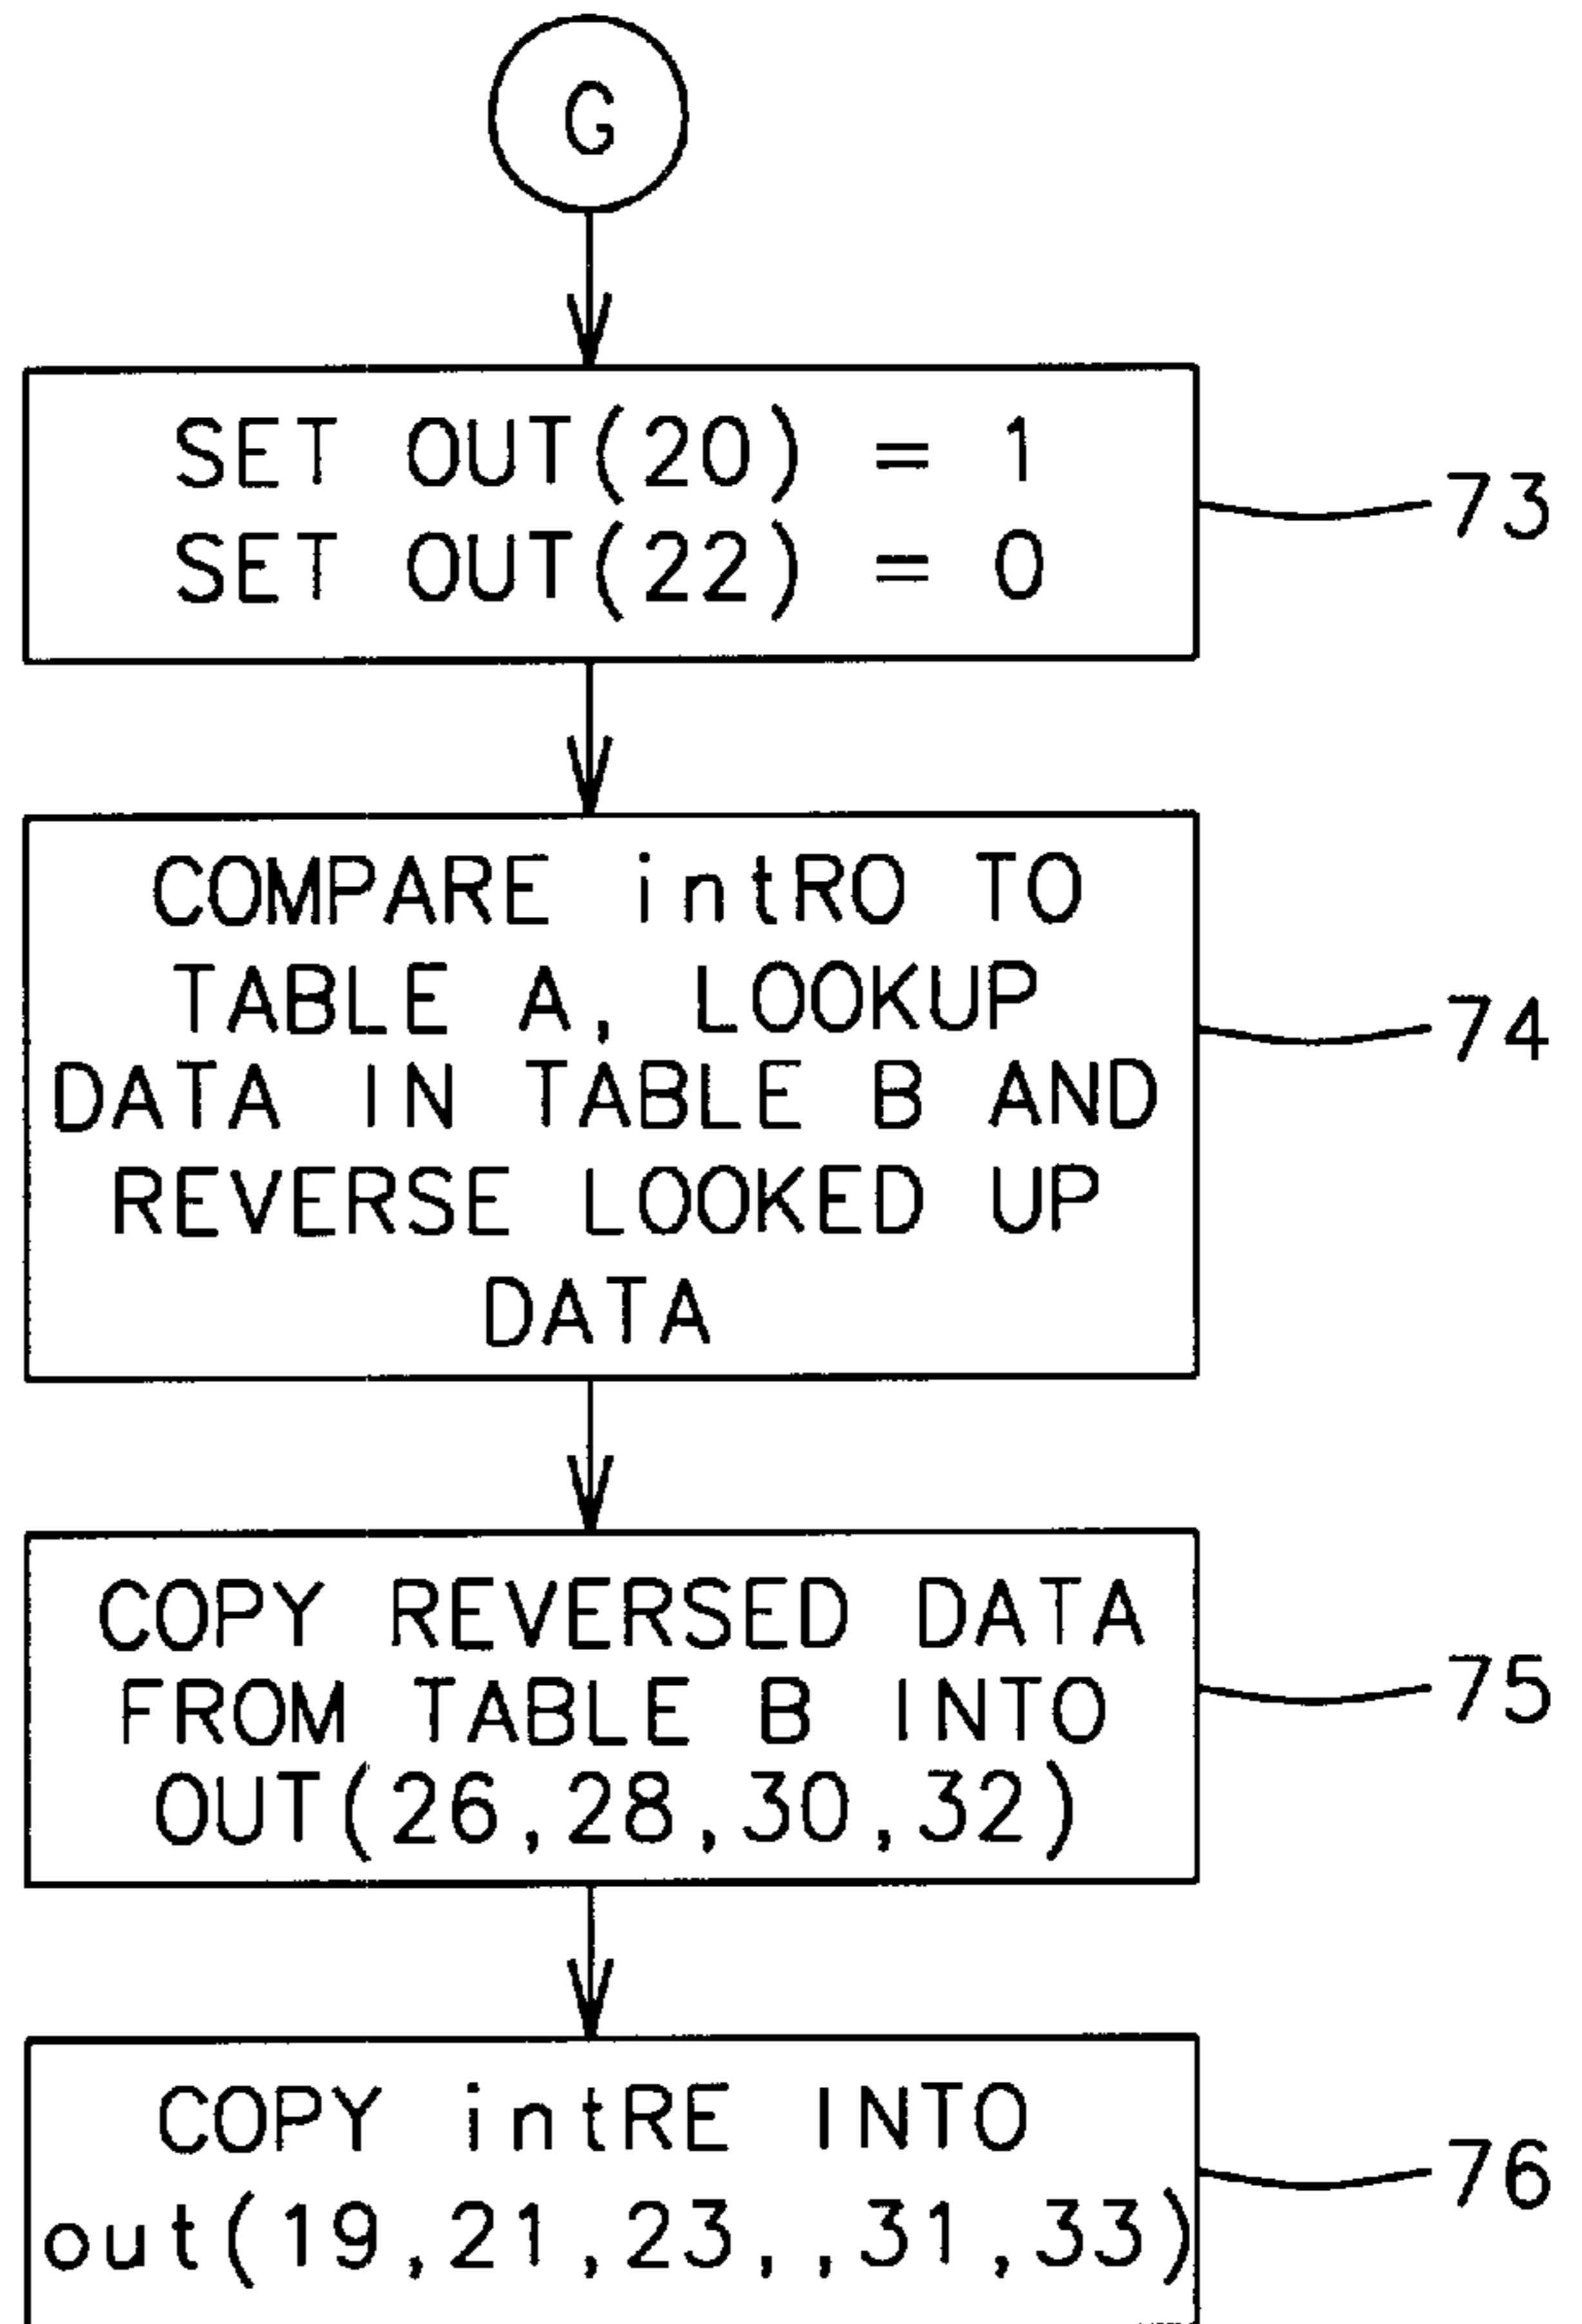 G
SET OUT(20) = 1
SET OUT(22) = 0
73
COMPARE intRO TO
TABLE A, LOOKUP
DATA IN TABLE B AND
REVERSE LOOKED UP
DATA
74
COPY REVERSED DATA
FROM TABLE B INTO
OUT(26,28,30,32)
75
COPY intRE INTO
out(19,21,23,,31,33)
76